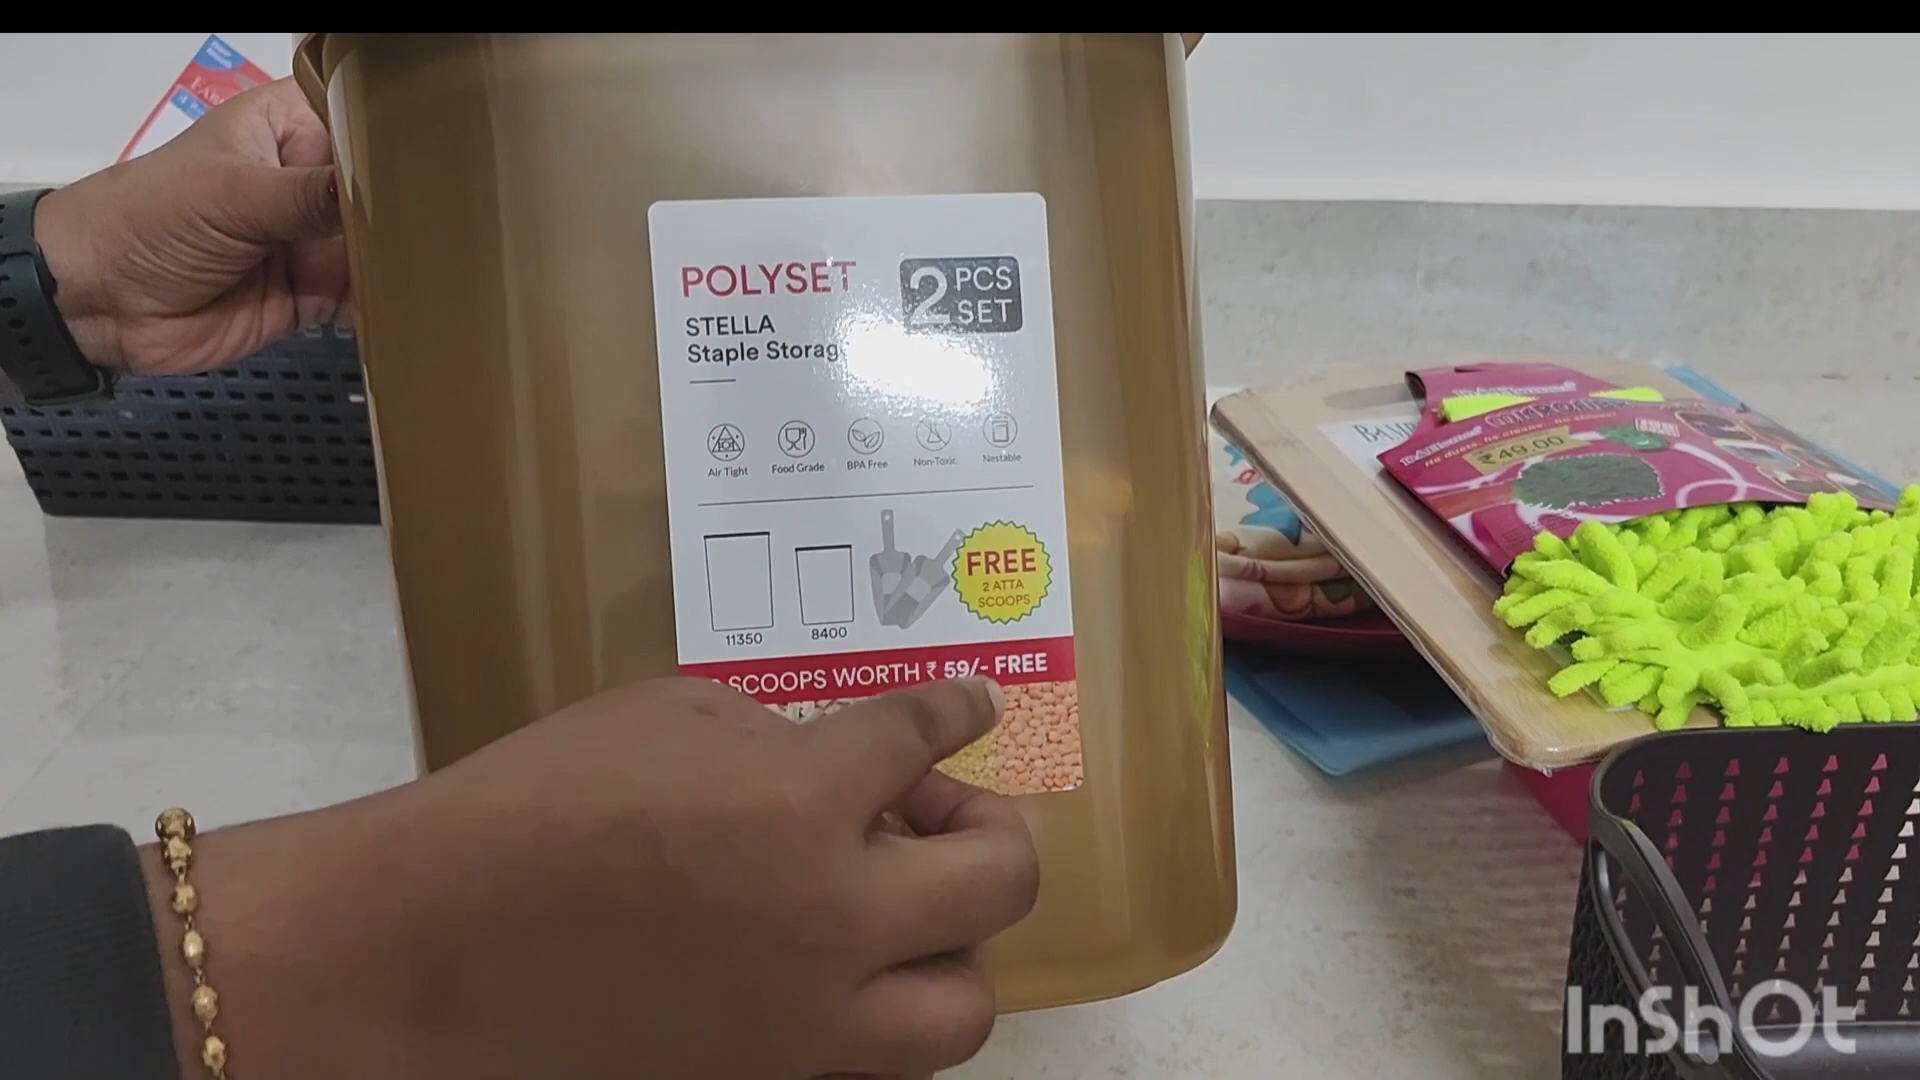 POLYSET
2 PCS SET
STELLA
Staple Storag
Air Tight
Food Grade
BPA Free
Non-Toxic
Nestable
FREE
2 ATTA
SCOOPS
11350
8400
SCOOPS WORTH ₹ 59/- FREE
₹49.00
InShOt